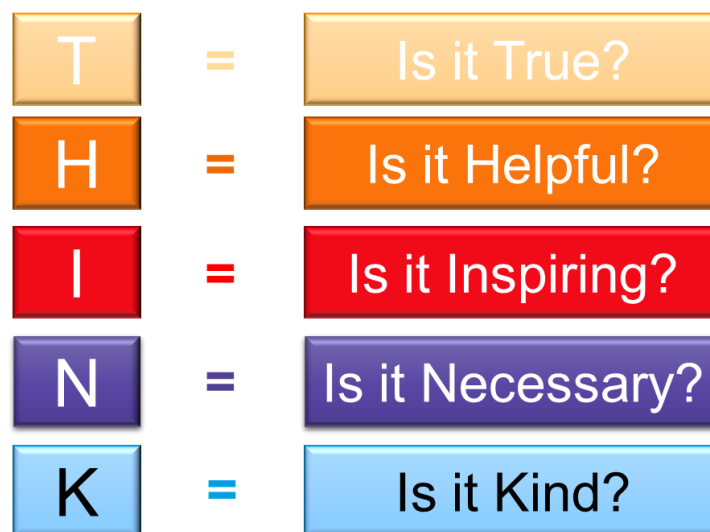 T = Is it True?
H = Is it Helpful?
I = Is it Inspiring?
N = Is it Necessary?
K = Is it Kind?